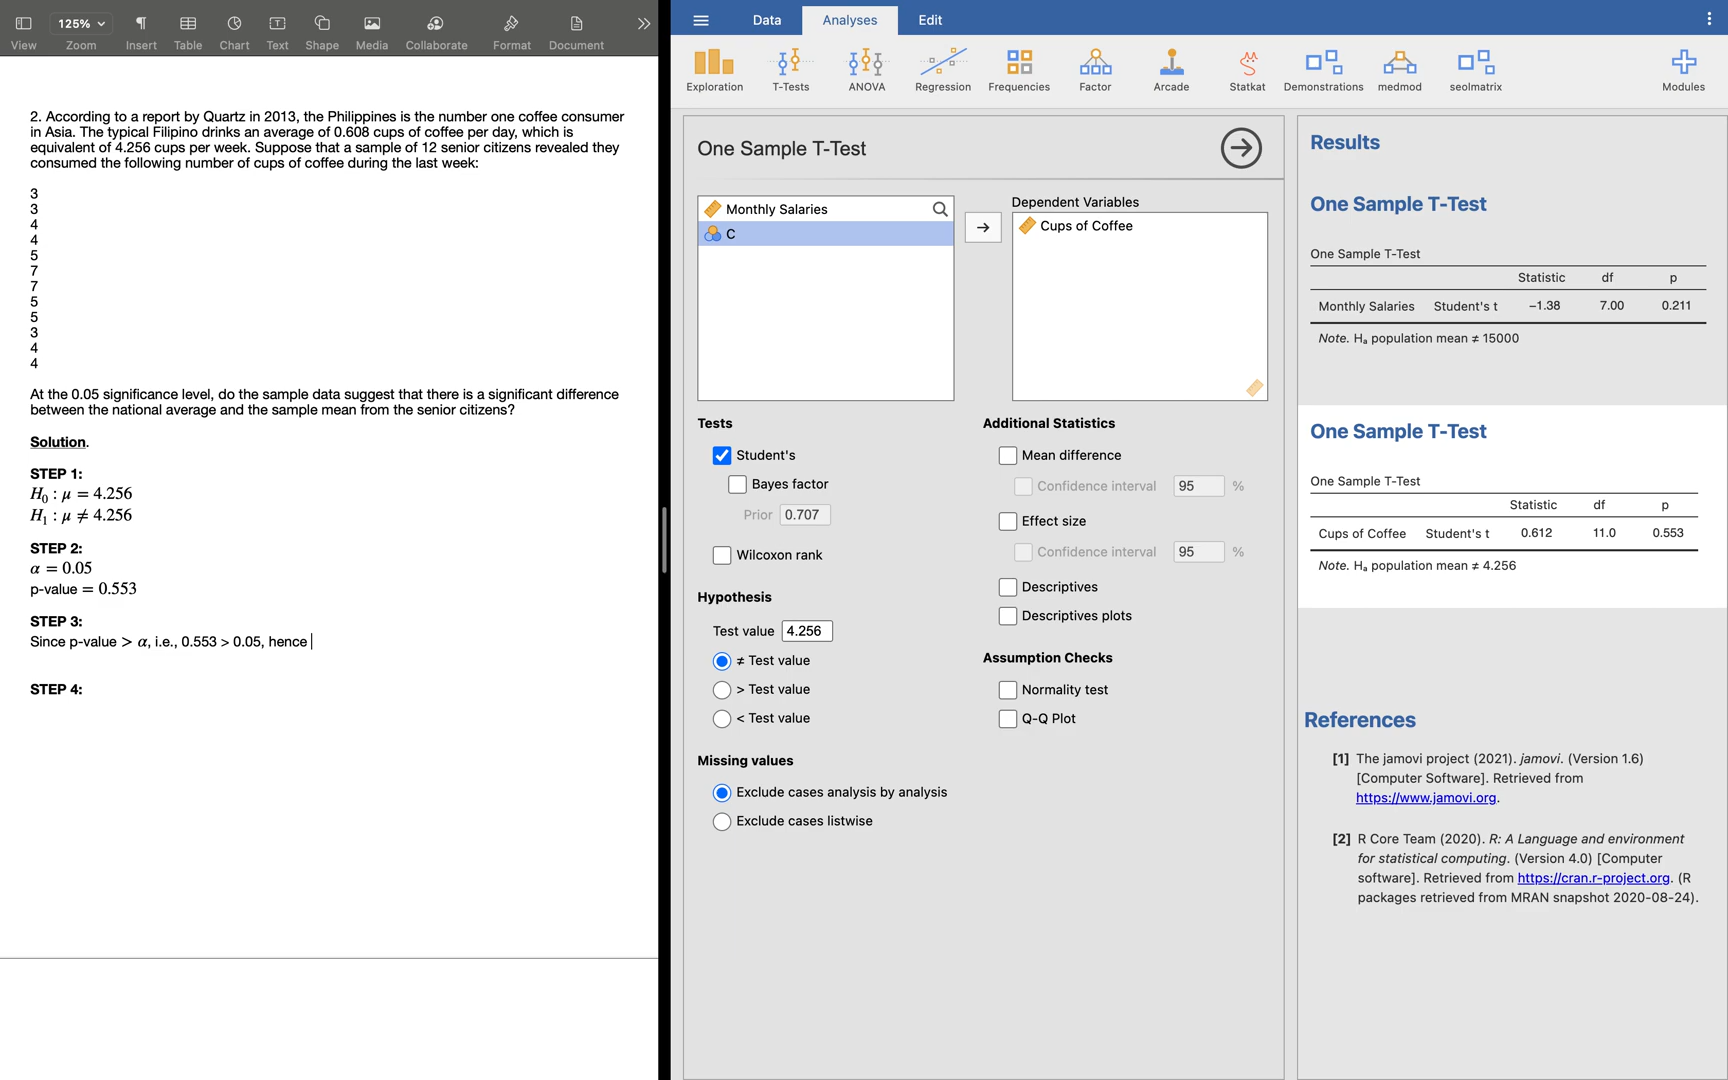 View
125%
Zoom
Insert
Table
Chart
Text
Shape
Media
Collaborate
Format
Document
2. According to a report by Quartz in 2013, the Philippines is the number one coffee consumer
in Asia. The typical Filipino drinks an average of 0.608 cups of coffee per day, which is
equivalent of 4.256 cups per week. Suppose that a sample of 12 senior citizens revealed they
consumed the following number of cups of coffee during the last week:
3
3
4
4
5
7
7
5
5
3
4
4
At the 0.05 significance level, do the sample data suggest that there is a significant difference
between the national average and the sample mean from the senior citizens?
Solution.
STEP 1:
H₀ : μ = 4.256
H₁ : μ ≠ 4.256
STEP 2:
α = 0.05
p-value = 0.553
STEP 3:
Since p-value > α, i.e., 0.553 > 0.05, hence
STEP 4:
Data
Analyses
Edit
Exploration
T-Tests
ANOVA
Regression
Frequencies
Factor
Arcade
Statkat
Demonstrations
medmod
seolmatrix
Modules
One Sample T-Test
Monthly Salaries
C
Dependent Variables
Cups of Coffee
Tests
Student's
Bayes factor
Prior 0.707
Wilcoxon rank
Hypothesis
Test value 4.256
≠ Test value
> Test value
< Test value
Missing values
Exclude cases analysis by analysis
Exclude cases listwise
Additional Statistics
Mean difference
Confidence interval 95 %
Effect size
Confidence interval 95 %
Descriptives
Descriptives plots
Assumption Checks
Normality test
Q-Q Plot
Results
One Sample T-Test
One Sample T-Test
Statistic df p
Monthly Salaries Student's t −1.38 7.00 0.211
Note. Hₐ population mean ≠ 15000
One Sample T-Test
One Sample T-Test
Statistic df p
Cups of Coffee Student's t 0.612 11.0 0.553
Note. Hₐ population mean ≠ 4.256
References
[1] The jamovi project (2021). jamovi. (Version 1.6)
[Computer Software]. Retrieved from
https://www.jamovi.org.
[2] R Core Team (2020). R: A Language and environment
for statistical computing. (Version 4.0) [Computer
software]. Retrieved from https://cran.r-project.org. (R
packages retrieved from MRAN snapshot 2020-08-24).